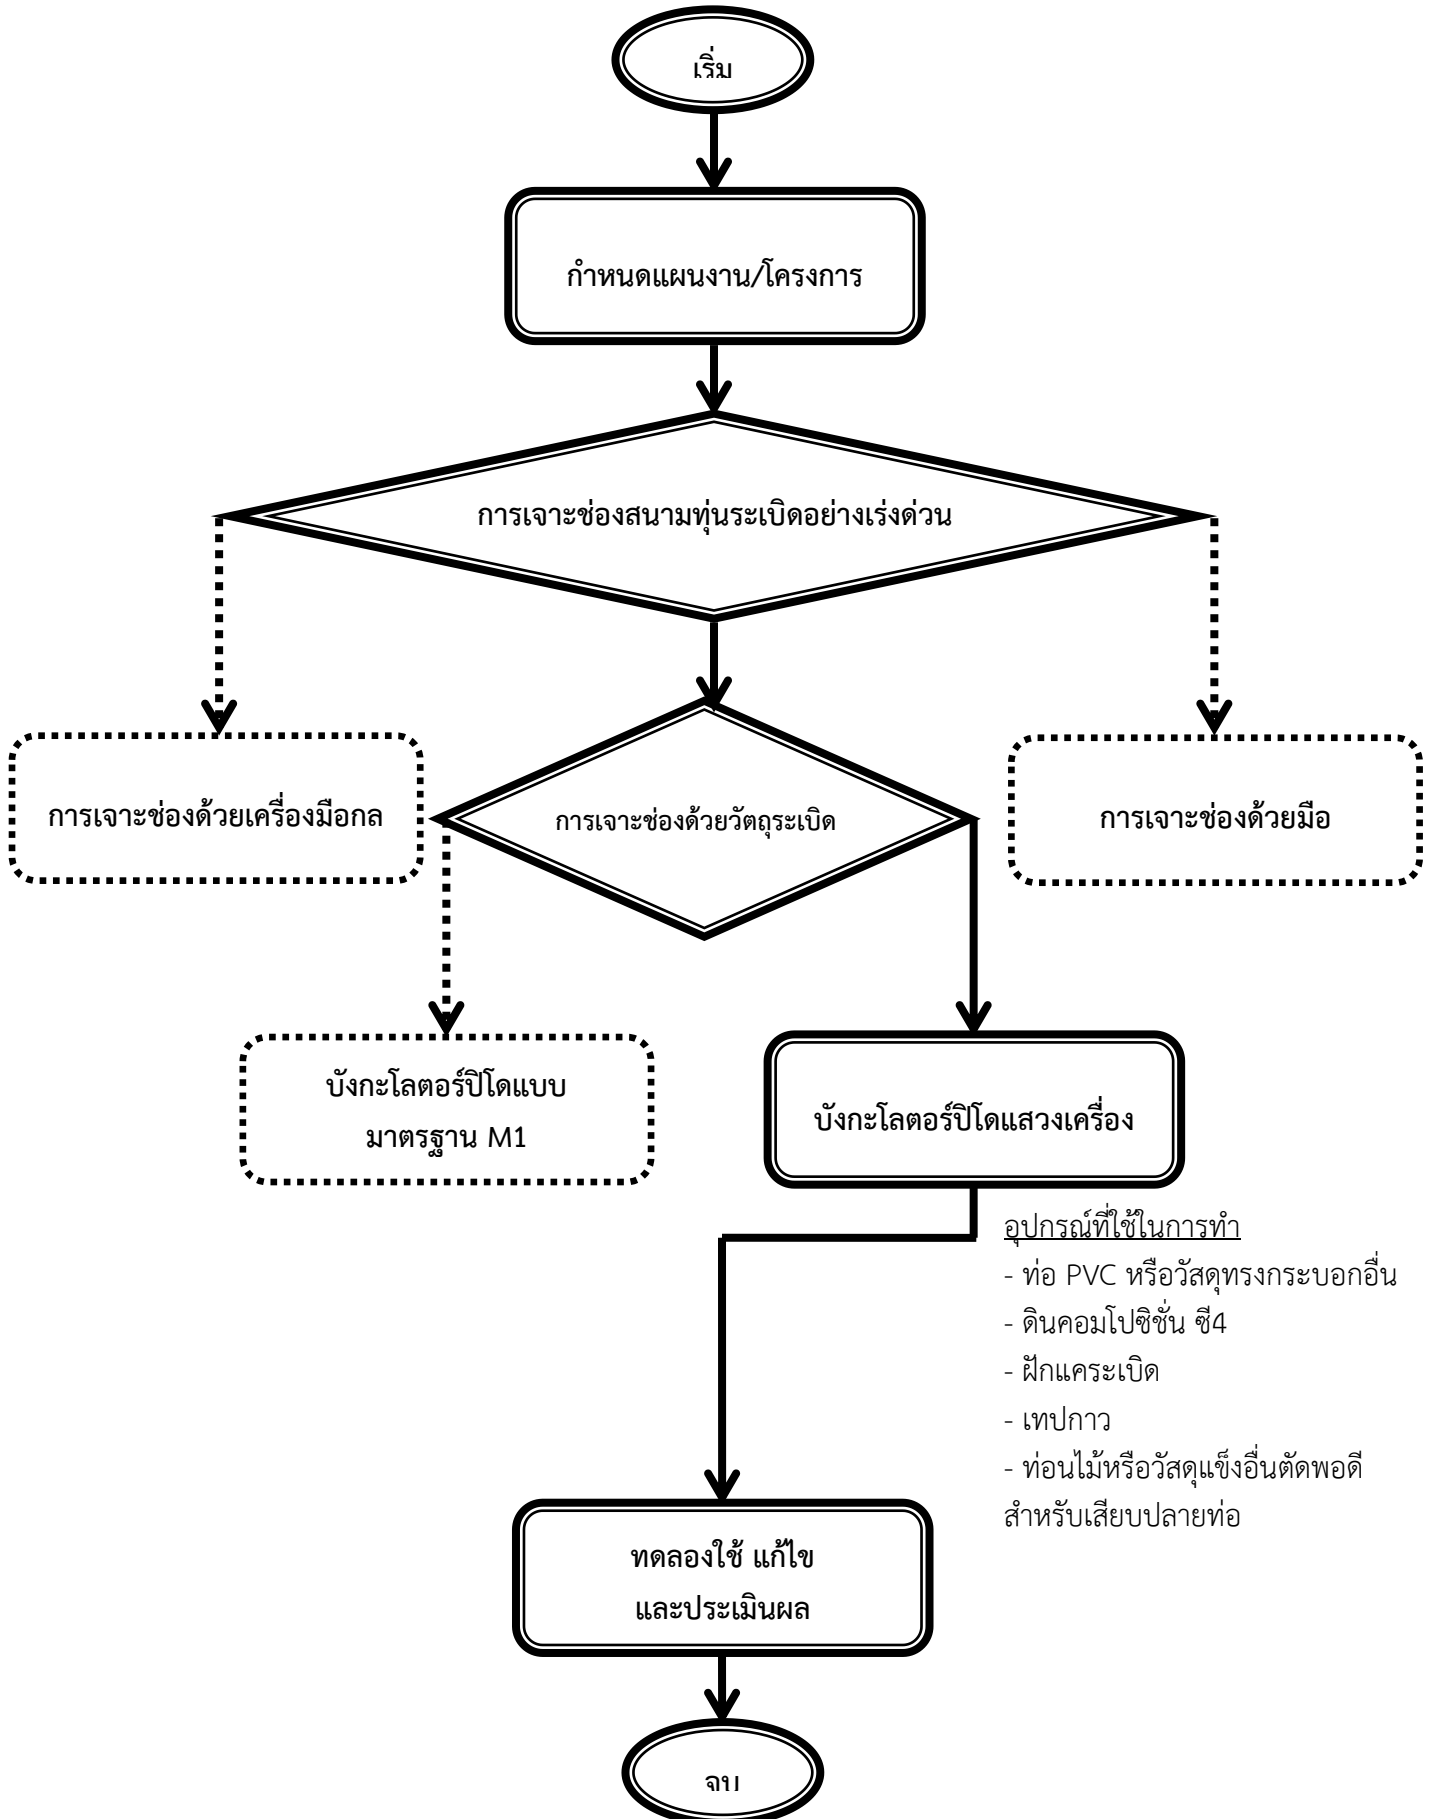 เริ่ม
กำหนดแผนงาน/โครงการ
การเจาะช่องสนามทุ่นระเบิดอย่างเร่งด่วน
การเจาะช่องด้วยเครื่องมือกล
การเจาะช่องด้วยวัตถุระเบิด
การเจาะช่องด้วยมือ
บังกะโลตอร์ปิโดแบบ
มาตรฐาน M1
บังกะโลตอร์ปิโดแสวงเครื่อง
อุปกรณ์ที่ใช้ในการทำ
- ท่อ PVC หรือวัสดุทรงกระบอกอื่น
- ดินคอมโปซิชั่น ซี4
- ฝักแคระเบิด
- เทปกาว
- ท่อนไม้หรือวัสดุแข็งอื่นตัดพอดี
สำหรับเสียบปลายท่อ
ทดลองใช้ แก้ไข
และประเมินผล
จบ